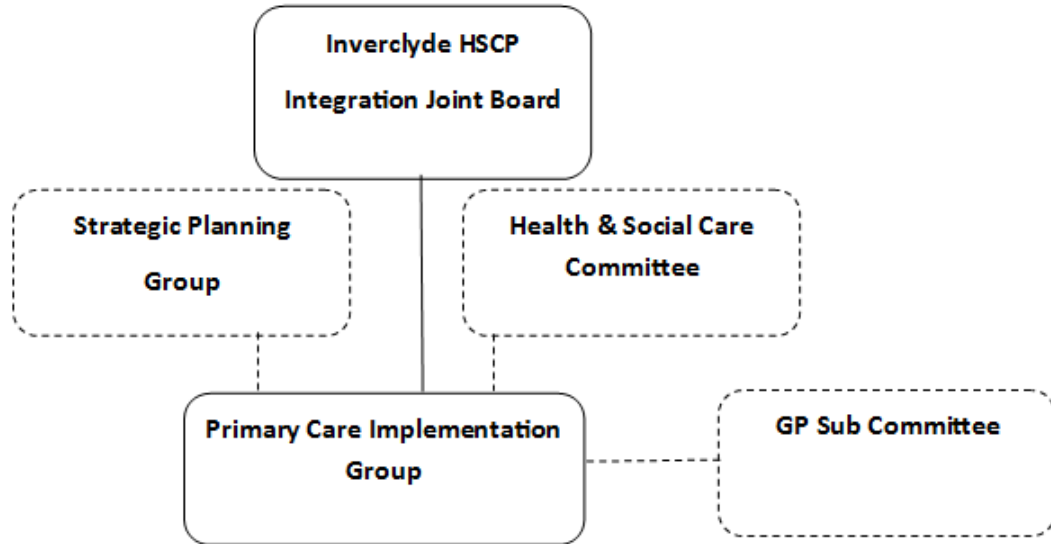 Inverclyde HSCP
Integration Joint Board
Strategic Planning
Group
Health & Social Care
Committee
Primary Care Implementation
Group
GP Sub Committee